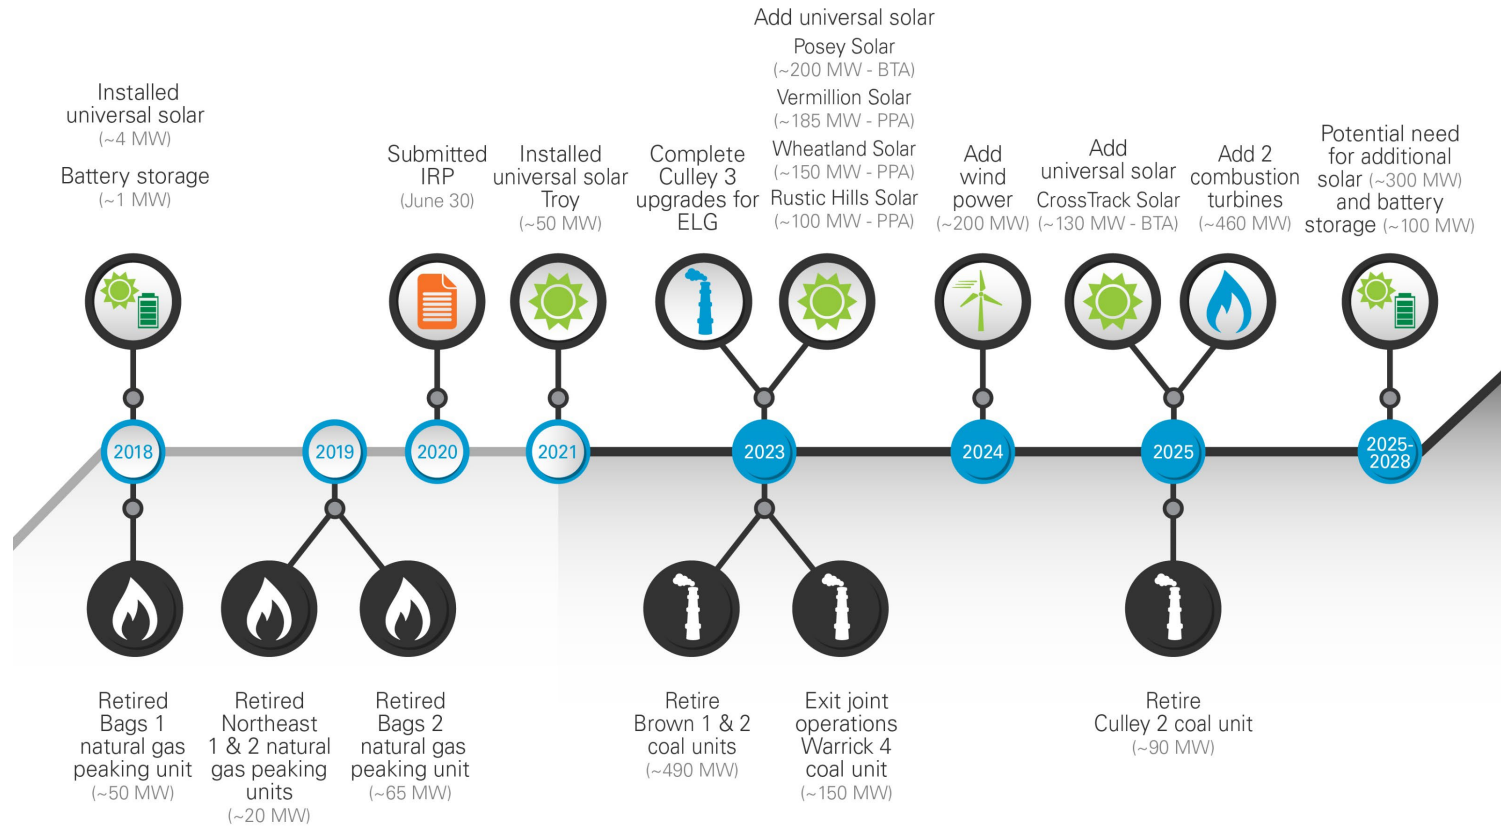 Installed
universal solar
(~4 MW)
Battery storage
(~1 MW)
Submitted
IRP
(June 30)
Installed
universal solar
Troy
(~50 MW)
Complete
Culley 3
upgrades for
ELG
Add universal solar
Posey Solar
(~200 MW - BTA)
Vermillion Solar
(~185 MW - PPA)
Wheatland Solar
(~150 MW - PPA)
Rustic Hills Solar
(~100 MW - PPA)
Add
wind
power
(~200 MW)
Add
universal solar
CrossTrack Solar
(~130 MW - BTA)
Add 2
combustion
turbines
(~460 MW)
Potential need
for additional
solar (~300 MW)
and battery
storage (~100 MW)
2018
2019
2020
2021
2023
2024
2025
2025-
2028
Retired
Bags 1
natural gas
peaking unit
(~50 MW)
Retired
Northeast
1 & 2 natural
gas peaking
units
(~20 MW)
Retired
Bags 2
natural gas
peaking unit
(~65 MW)
Retire
Brown 1 & 2
coal units
(~490 MW)
Exit joint
operations
Warrick 4
coal unit
(~150 MW)
Retire
Culley 2 coal unit
(~90 MW)